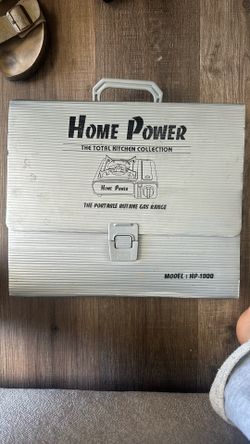 HOME POWER
THE TOTAL KITCHEN COLLECTION
HOME POWER
THE PORTABLE BUTANE GAS RANGE
MODEL : HP-1000